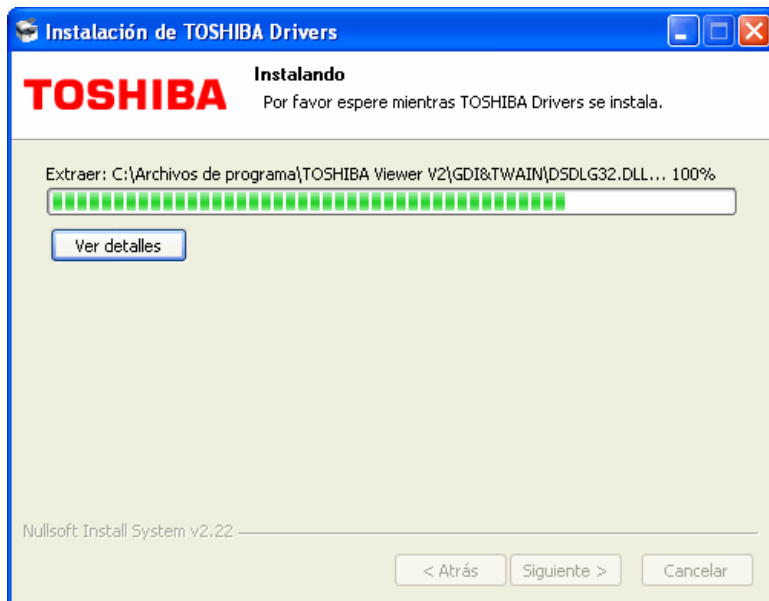 Instalación de TOSHIBA Drivers
TOSHIBA
Instalando
Por favor espere mientras TOSHIBA Drivers se instala.
Extraer: C:\Archivos de programa\TOSHIBA Viewer V2\GDI&TWAIN\DSDLG32.DLL... 100%
Ver detalles
Nullsoft Install System v2.22
< Atrás
Siguiente >
Cancelar